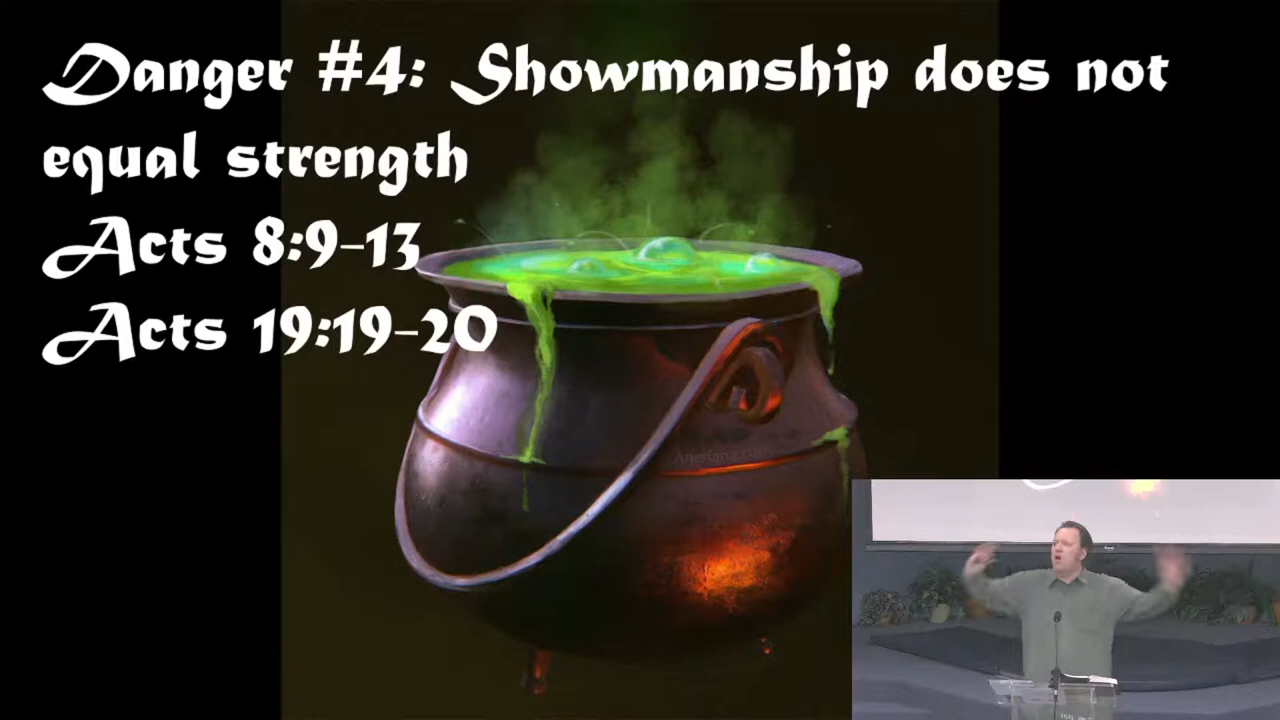 Danger #4: Showmanship does not
equal strength
Acts 8:9-13
Acts 19:19-20